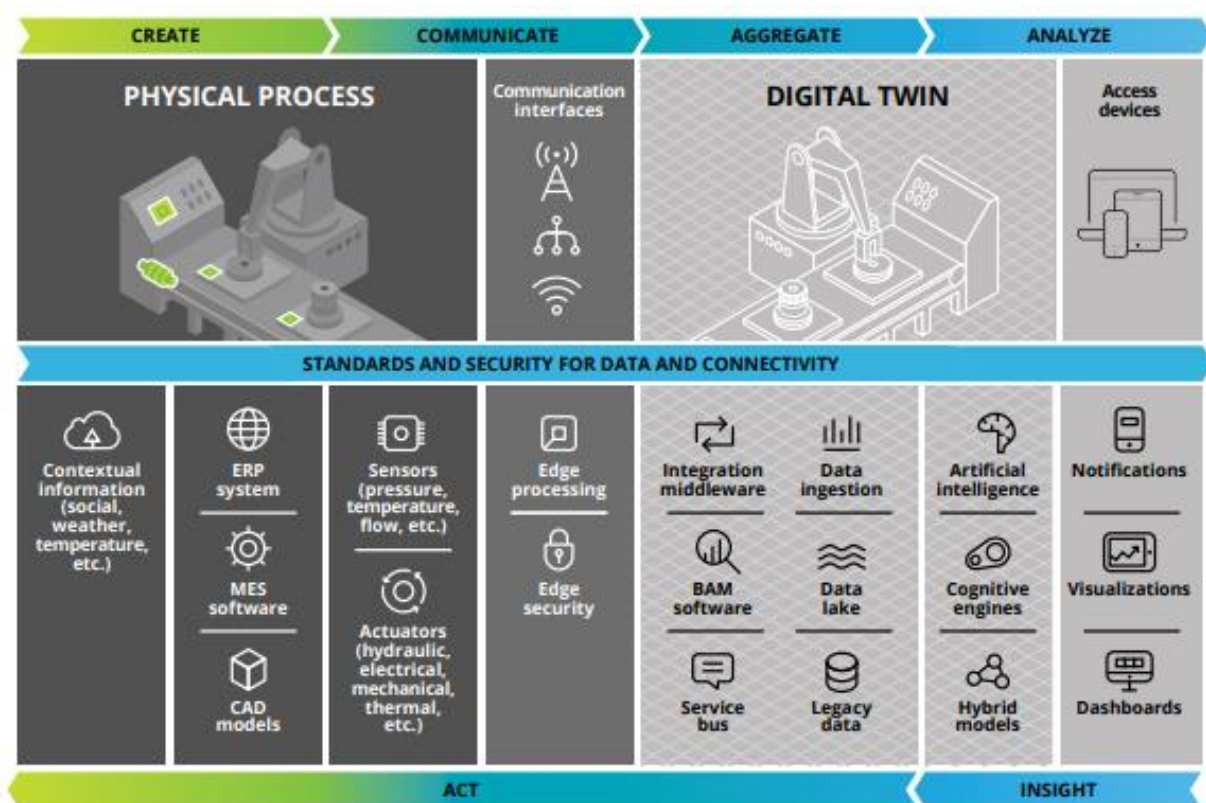 CREATE
COMMUNICATE
AGGREGATE
ANALYZE
PHYSICAL PROCESS
Communication
interfaces
DIGITAL TWIN
Access
devices
STANDARDS AND SECURITY FOR DATA AND CONNECTIVITY
Contextual
information
(social,
weather,
temperature,
etc.)
ERP
system
MES
software
CAD
models
Sensors
(pressure,
temperature,
flow, etc.)
Actuators
(hydraulic,
electrical,
mechanical,
thermal,
etc.)
Edge
processing
Edge
security
Integration
middleware
BAM
software
Service
bus
Data
ingestion
Data
lake
Legacy
data
Artificial
intelligence
Cognitive
engines
Hybrid
models
Notifications
Visualizations
Dashboards
ACT
INSIGHT